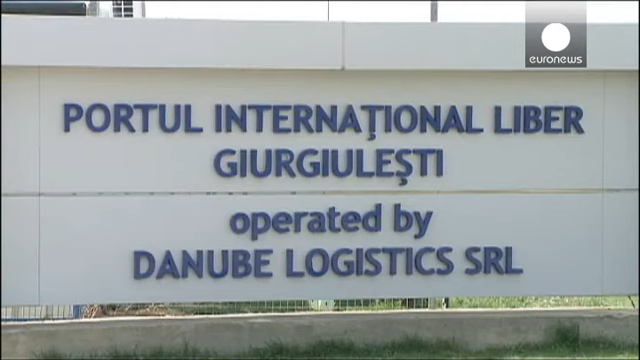 euronews
PORTUL INTERNAȚIONAL LIBER
GIURGIULEȘTI
operated by
DANUBE LOGISTICS SRL